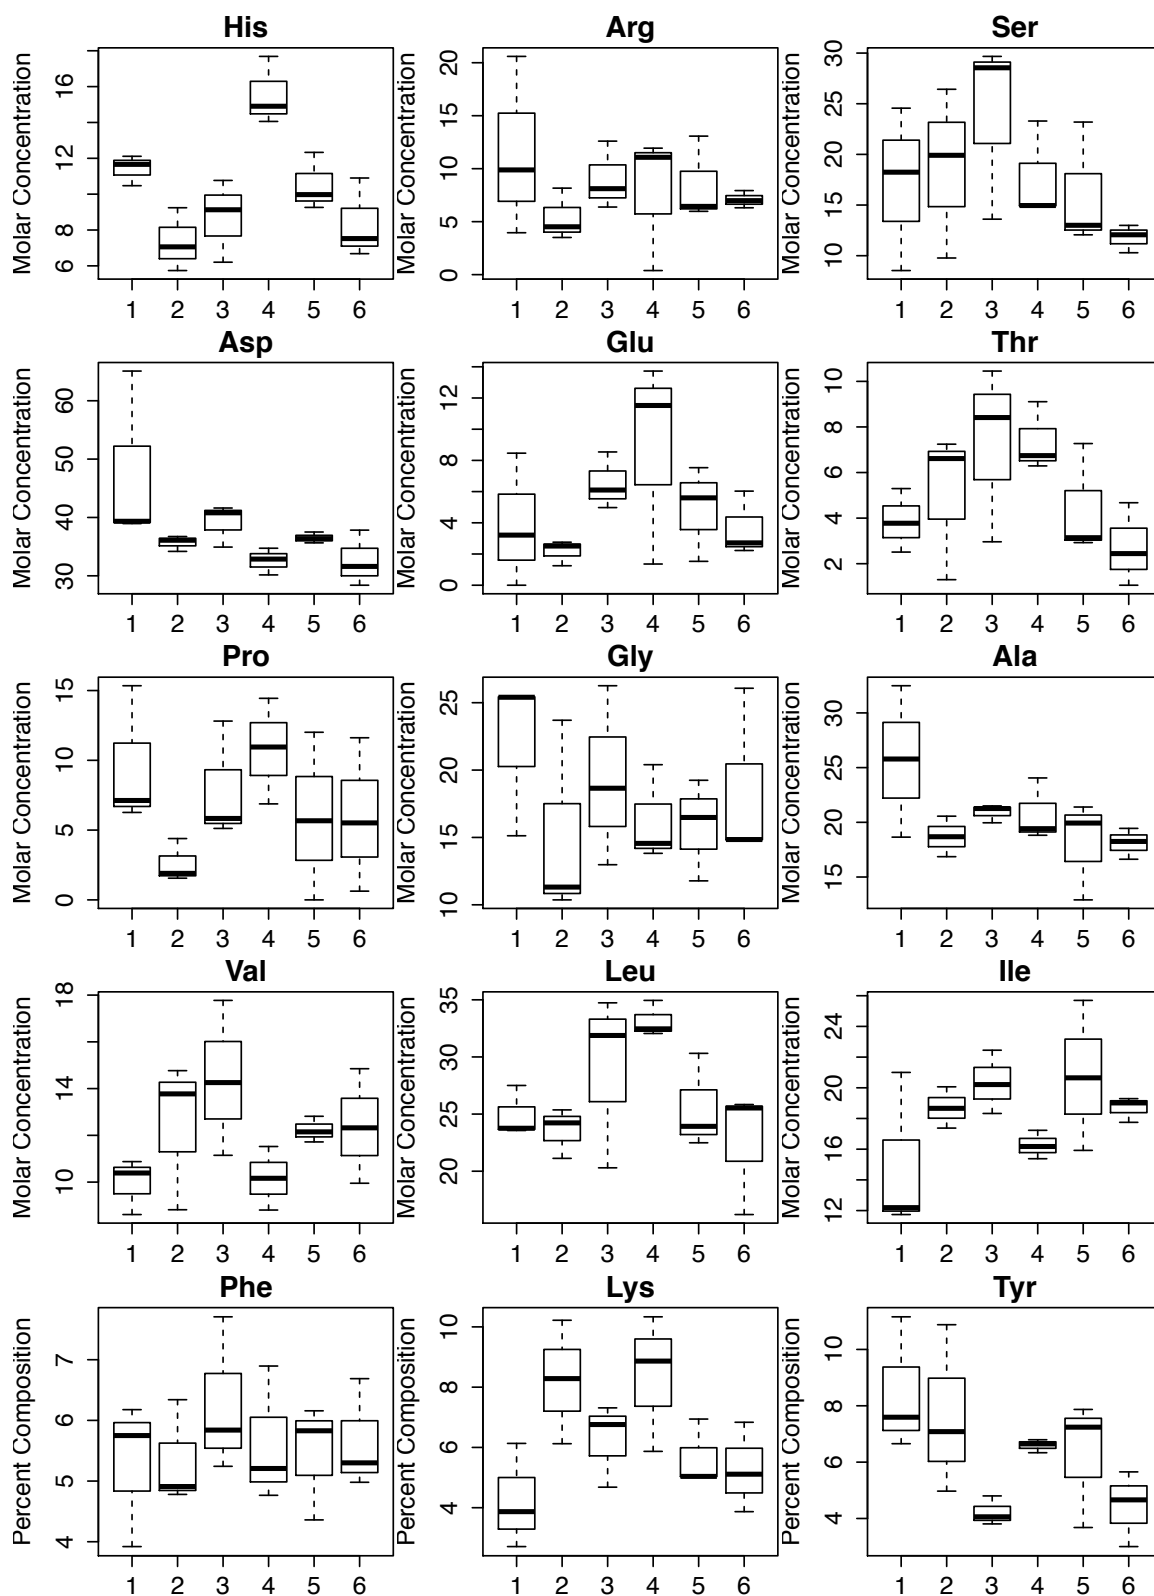 His Arg Ser
Molar Concentration Molar Concentration Molar Concentration
6 8 12 16
0 5 10 15 20
10 15 20 25 30
1 2 3 4 5 6 1 2 3 4 5 6 1 2 3 4 5 6
Asp Glu Thr
Molar Concentration Molar Concentration Molar Concentration
30 40 50 60
0 4 8 12
2 4 6 8 10
1 2 3 4 5 6 1 2 3 4 5 6 1 2 3 4 5 6
Pro Gly Ala
Molar Concentration Molar Concentration Molar Concentration
0 5 10 15
10 15 20 25
15 20 25 30
1 2 3 4 5 6 1 2 3 4 5 6 1 2 3 4 5 6
Val Leu Ile
Molar Concentration Molar Concentration Molar Concentration
10 14 18
20 25 30 35
12 16 20 24
1 2 3 4 5 6 1 2 3 4 5 6 1 2 3 4 5 6
Phe Lys Tyr
Percent Composition Percent Composition Percent Composition
4 5 6 7
4 6 8 10
4 6 8 10
1 2 3 4 5 6 1 2 3 4 5 6 1 2 3 4 5 6